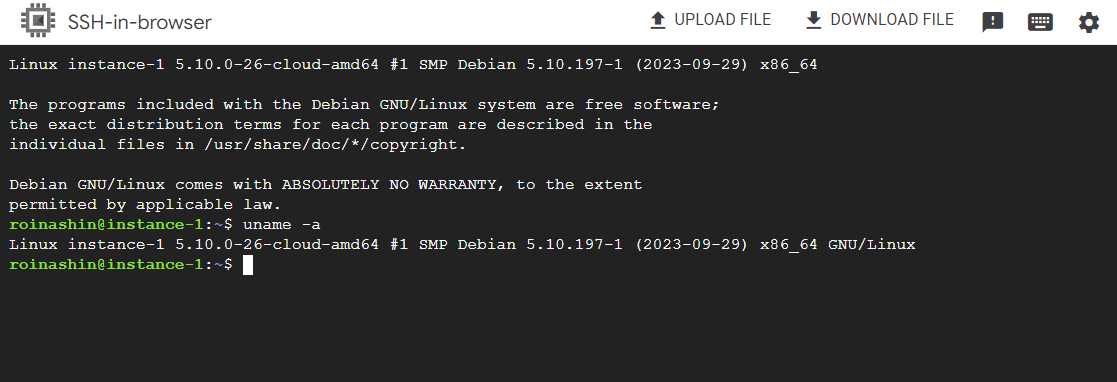 SSH-in-browser
UPLOAD FILE
DOWNLOAD FILE
Linux instance-1 5.10.0-26-cloud-amd64 #1 SMP Debian 5.10.197-1 (2023-09-29) x86_64
The programs included with the Debian GNU/Linux system are free software;
the exact distribution terms for each program are described in the
individual files in /usr/share/doc/*/copyright.
Debian GNU/Linux comes with ABSOLUTELY NO WARRANTY, to the extent
permitted by applicable law.
roinashin@instance-1:~$ uname -a
Linux instance-1 5.10.0-26-cloud-amd64 #1 SMP Debian 5.10.197-1 (2023-09-29) x86_64 GNU/Linux
roinashin@instance-1:~$